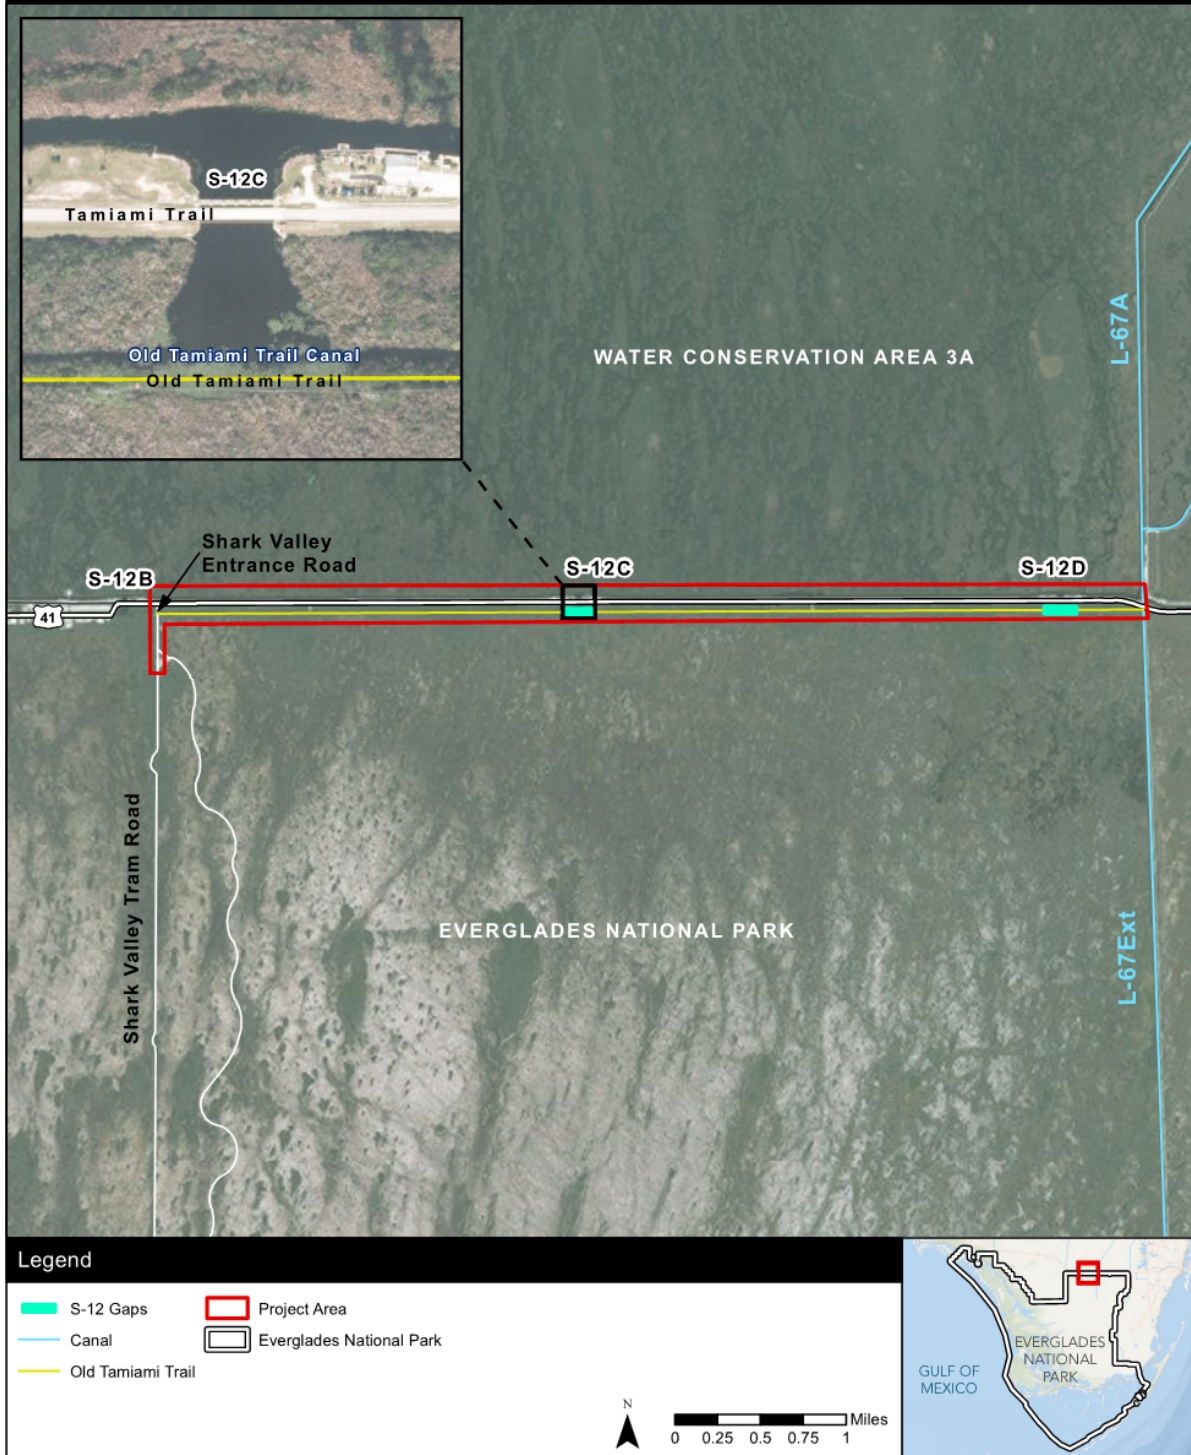 S-12C
Tamiami Trail
Old Tamiami Trail Canal
Old Tamiami Trail
WATER CONSERVATION AREA 3A
L-67A
Shark Valley
Entrance Road
S-12B
S-12C
S-12D
41
Shark Valley Tram Road
EVERGLADES NATIONAL PARK
L-67Ext
Legend
S-12 Gaps
Project Area
Canal
Everglades National Park
Old Tamiami Trail
N
Miles
0 0.25 0.5 0.75 1
EVERGLADES
NATIONAL
PARK
GULF OF
MEXICO